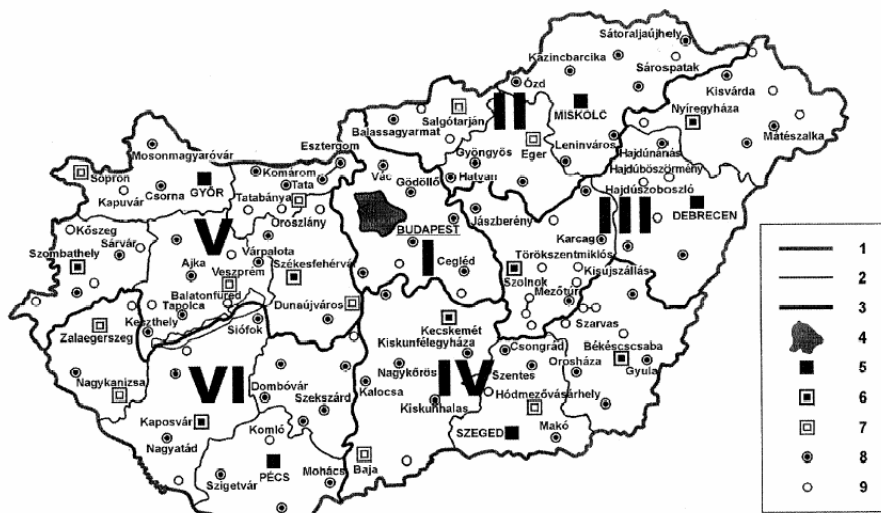 Sátoraljaújhely
Kazincbarcika
Sárospatak
Ózd
Kisvárda
II
MISKOLC
Salgótarján
Nyíregyháza
Balassagyarmat
Mátészalka
Esztergom
Eger
Leninváros
Mosonmagyaróvár
Gyöngyös
Hajdúnánás
Komárom
Vác
Hatvan
Hajdúböszörmény
Sopron
Tata
Gödöllő
Hajdúszoboszló
Csorna
GYŐR
Kapuvár
Tatabánya
Jászberény
III
DEBRECEN
Oroszlány
Kőszeg
V
BUDAPEST
Karcag
Sárvár
Várpalota
I
Törökszentmiklós
Szombathely
Székesfehérvár
Cegléd
Ajka
Veszprém
Szolnok
Kisújszállás
Balatonfüred
Mezőtúr
Tapolca
Dunaújváros
Keszthely
Siófok
Kecskemét
Szarvas
Zalaegerszeg
Kiskunfélegyháza
Csongrád
Békéscscsaba
VI
Nagykőrös
IV
Szentes
Orosháza
Gyula
Nagykanizsa
Dombóvár
Kalocsa
Hódmezővásárhely
Szekszárd
Kiskunhalas
Kaposvár
Komló
SZEGED
Makó
Nagyatád
Baja
PÉCS
Mohács
Szigetvár
1
2
3
4
5
6
7
8
9